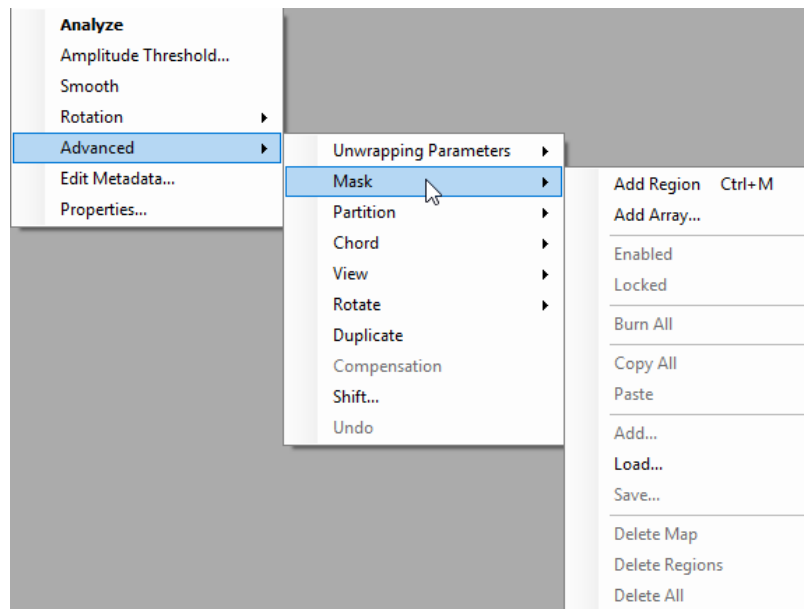 Analyze
Amplitude Threshold...
Smooth
Rotation
Advanced
Edit Metadata...
Properties...
Unwrapping Parameters
Mask
Partition
Chord
View
Rotate
Duplicate
Compensation
Shift...
Undo
Add Region Ctrl+M
Add Array...
Enabled
Locked
Burn All
Copy All
Paste
Add...
Load...
Save...
Delete Map
Delete Regions
Delete All